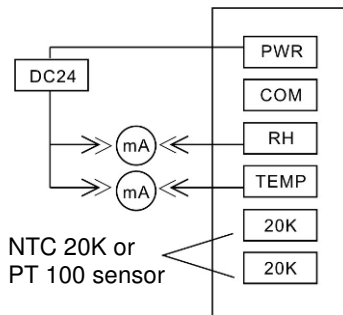 PWR
DC24
COM
mA
RH
mA
TEMP
20K
NTC 20K or
PT 100 sensor
20K